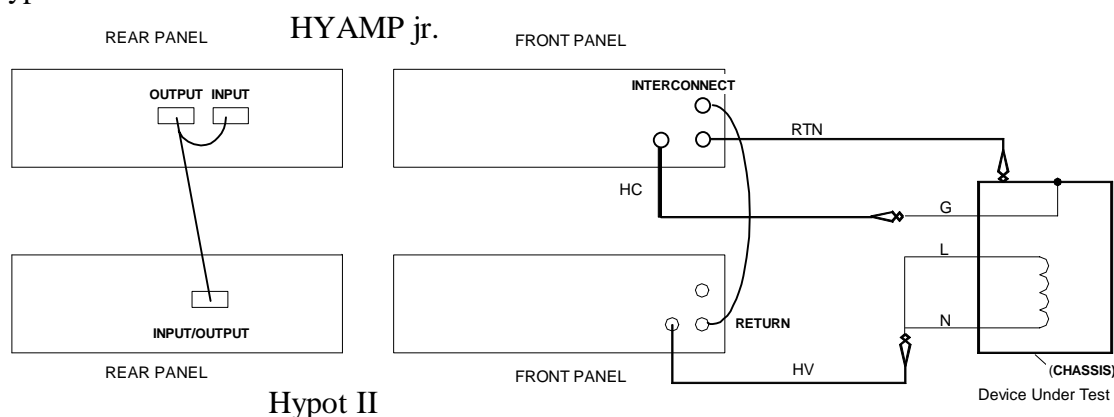 HYAMP jr.
REAR PANEL
FRONT PANEL
OUTPUT INPUT
INTERCONNECT
RTN
HC
G
L
N
RETURN
INPUT/OUTPUT
HV
(CHASSIS)
REAR PANEL
FRONT PANEL
Device Under Test
Hypot II